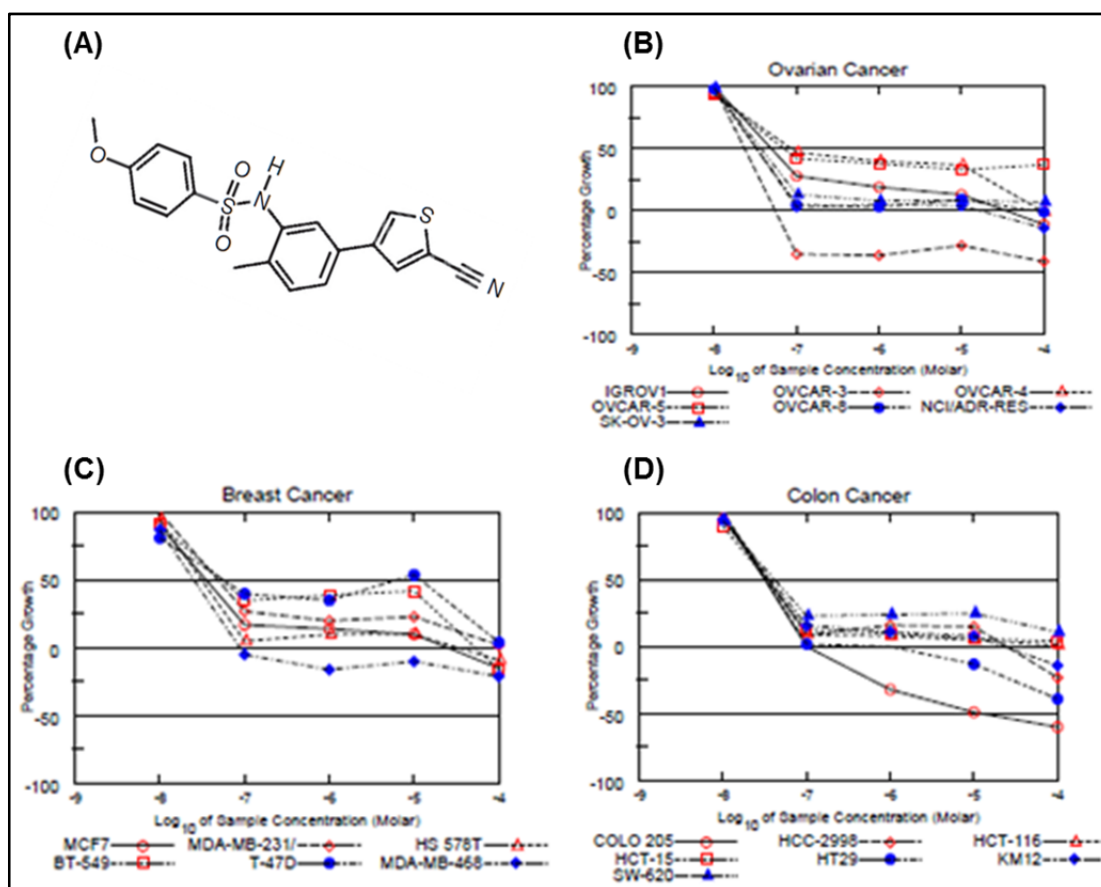 (A)
O
H
N
S
O
O
S
N
(B)
Ovarian Cancer
Percentage Growth
100
50
0
-50
-100
-9 -8 -7 -6 -5 -4
Log10 of Sample Concentration (Molar)
IGROV1 OVCAR-3 OVCAR-4
OVCAR-5 OVCAR-8 NCI/ADR-RES
SK-OV-3
(C)
Breast Cancer
Percentage Growth
100
50
0
-50
-100
-9 -8 -7 -6 -5 -4
Log10 of Sample Concentration (Molar)
MCF7 MDA-MB-231/ HS 578T
BT-549 T-47D MDA-MB-468
(D)
Colon Cancer
Percentage Growth
100
50
0
-50
-100
-9 -8 -7 -6 -5 -4
Log10 of Sample Concentration (Molar)
COLO 205 HCC-2998 HCT-116
HCT-15 HT29 KM12
SW-620